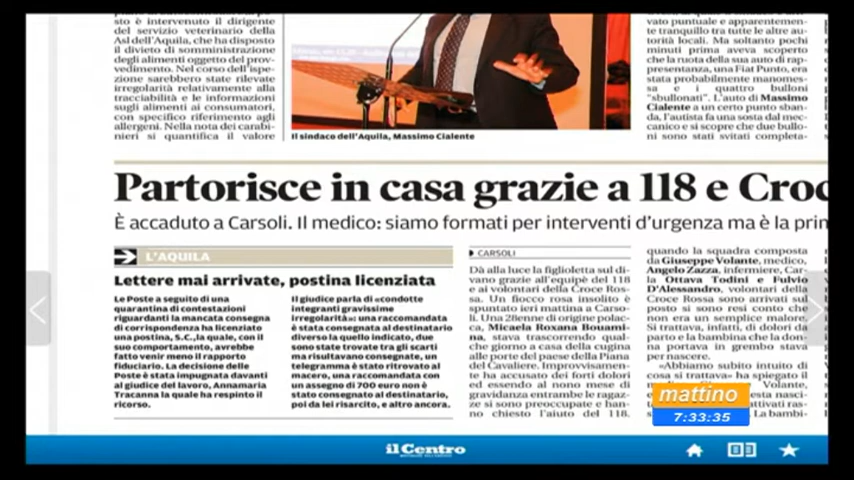 sto è intervenuto il dirigente
del servizio veterinario della
Asl dell'Aquila, che ha disposto
il divieto di somministrazione
degli alimenti oggetto del prov-
vedimento. Nel corso dell'ispe-
zione sarebbero state rilevate
irregolarità relativamente alla
tracciabilità e le informazioni
sugli alimenti ai consumatori,
con specifico riferimento agli
allergeni. Nella nota dei carabi-
nieri si quantifica il valore
Il sindaco dell'Aquila, Massimo Cialente
vato puntuale e apparentemen-
te tranquillo tra tutte le altre au-
torità locali. Ma soltanto pochi
minuti prima aveva scoperto
che la ruota della sua auto di rap-
presentanza, una Fiat Punto, era
stata probabilmente manomes-
sa e i quattro bulloni
"sbullonati". L'auto di Massimo
Cialente a un certo punto sban-
da, l'autista fa una sosta dal mec-
canico e si scopre che due bullo-
ni sono stati svitati completa-
Partorisce in casa grazie a 118 e Croc
È accaduto a Carsoli. Il medico: siamo formati per interventi d'urgenza ma è la prim
L'AQUILA
Lettere mai arrivate, postina licenziata
Le Poste a seguito di una
quarantina di contestazioni
riguardanti la mancata consegna
di corrispondenza ha licenziato
una postina, S.C., la quale, con il
suo comportamento, avrebbe
fatto venir meno il rapporto
fiduciario. La decisione delle
Poste è stata impugnata davanti
al giudice del lavoro, Annamaria
Tracanna la quale ha respinto il
ricorso.
Il giudice parla di «condotte
integranti gravissime
irregolarità»: una raccomandata
è stata consegnata al destinatario
diverso la quello indicato, due
sono state trovate tra gli scarti
ma risultavano consegnate, un
telegramma è stato ritrovato al
macero, una raccomandata con
un assegno di 700 euro non è
stato consegnato al destinatario,
poi da lei risarcito, e altro ancora.
CARSOLI
Dà alla luce la figlioletta sul di-
vano grazie all'equipè del 118
e ai volontari della Croce Ros-
sa. Un fiocco rosa insolito è
spuntato ieri mattina a Carso-
li. Una 28enne di origine polac-
ca, Micaela Roxana Bouami-
na, stava trascorrendo qual-
che giorno a casa della cugina
alle porte del paese della Piana
del Cavaliere. Improvvisamen-
te ha accusato dei forti dolori
ed essendo al nono mese di
gravidanza entrambe le ragaz-
ze si sono preoccupate e han-
no chiesto l'aiuto del 118.
quando la squadra composta
da Giuseppe Volante, medico,
Angelo Zazza, infermiere, Car-
la Ottava Todini e Fulvio
D'Alessandro, volontari della
Croce Rossa sono arrivati sul
posto si sono resi conto che
non era un semplice malore.
Si trattava, infatti, di dolori da
parto e la bambina che la don-
na portava in grembo stava
per nascere.
«Abbiamo subito intuito di
cosa si trattava» ha spiegato il
Volante,
esta nasci-
attivati ras-
La bambi-
mattino
7:33:35
il Centro